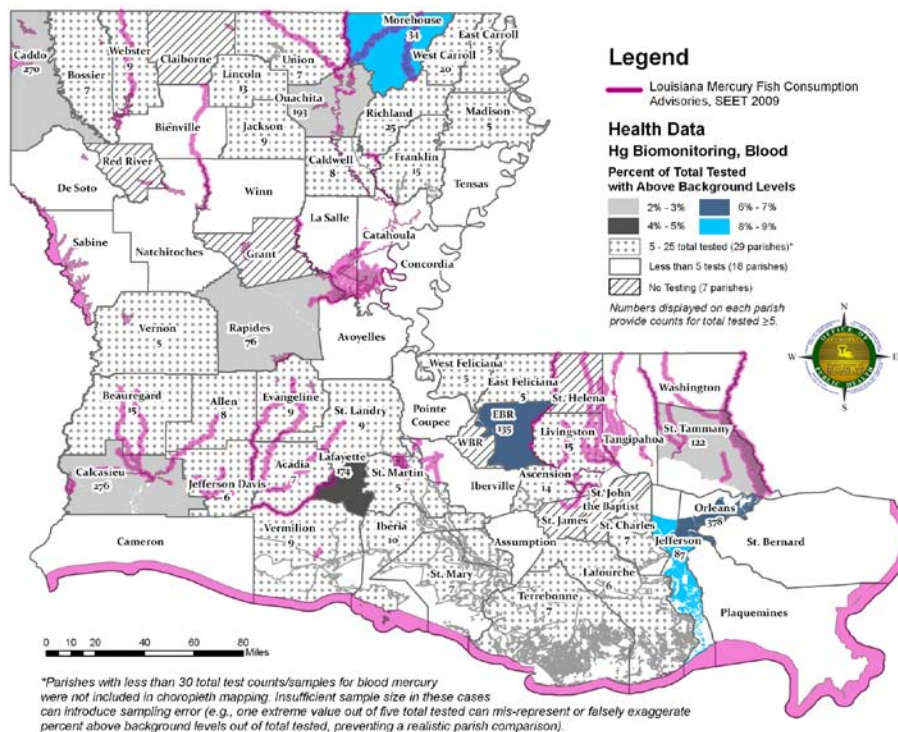 Morehouse
34
East Carroll
5
Caddo
270
Webster
9
Claiborne
Union
7
West Carroll
20
Bossier
7
Lincoln
13
Ouachita
193
Madison
5
Bienville
Jackson
9
Richland
25
Red River
Caldwell
8
Franklin
15
De Soto
Winn
Tensas
La Salle
Sabine
Natchitoches
Grant
Catahoula
Concordia
Vernon
5
Rapides
76
Avoyelles
West Feliciana
5
East Feliciana
5
St. Helena
Washington
Beauregard
15
Allen
8
Evangeline
9
St. Landry
9
Pointe
Coupee
EBR
135
WBR
Livingston
15
Tangipahoa
St. Tammany
122
Calcasieu
276
Jefferson Davis
6
Acadia
7
Lafayette
174
St. Martin
5
Iberville
Ascension
14
St. John
the Baptist
Orleans
378
St. James
St. Charles
7
Jefferson
87
St. Bernard
Cameron
Vermilion
9
Iberia
10
Assumption
St. Mary
Lafourche
6
Terrebonne
7
Plaquemines
Legend
Louisiana Mercury Fish Consumption
Advisories, SEET 2009
Health Data
Hg Biomonitoring, Blood
Percent of Total Tested
with Above Background Levels
2% - 3%
6% - 7%
4% - 5%
8% - 9%
5 - 25 total tested (29 parishes)*
Less than 5 tests (18 parishes)
No Testing (7 parishes)
Numbers displayed on each parish
provide counts for total tested ≥5.
N
W
E
S
OFFICE OF
PUBLIC HEALTH
0 10 20 40 60 80
Miles
*Parishes with less than 30 total test counts/samples for blood mercury
were not included in choropleth mapping. Insufficient sample size in these cases
can introduce sampling error (e.g., one extreme value out of five total tested can mis-represent or falsely exaggerate
percent above background levels out of total tested, preventing a realistic parish comparison).